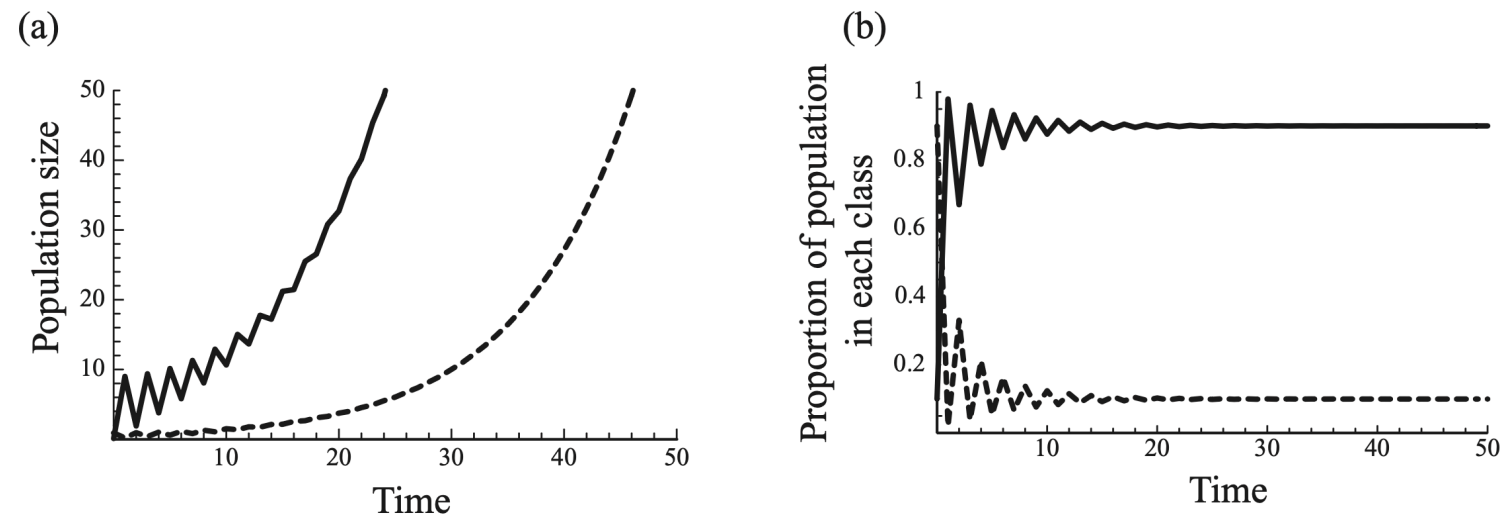 (a)
Population size
50
40
30
20
10
10 20 30 40 50
Time
(b)
Proportion of population
in each class
1
0.8
0.6
0.4
0.2
10 20 30 40 50
Time